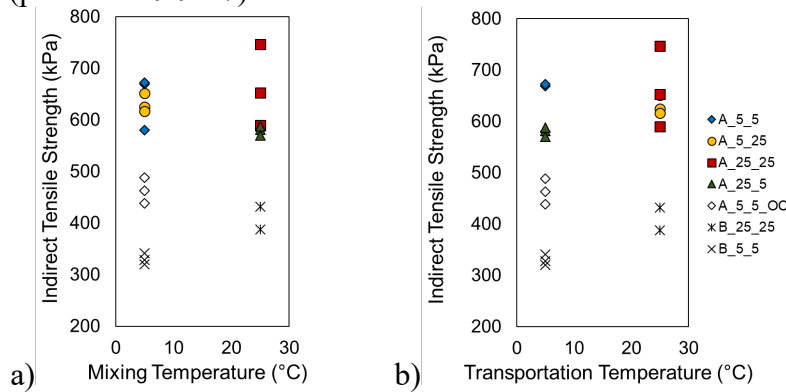 800
700
600
500
400
300
200
0 10 20 30
Indirect Tensile Strength (kPa)
Mixing Temperature (°C)
a)
800
700
600
500
400
300
200
0 10 20 30
Indirect Tensile Strength (kPa)
Transportation Temperature (°C)
b)
A_5_5
A_5_25
A_25_25
A_25_5
A_5_5_OC
B_25_25
B_5_5